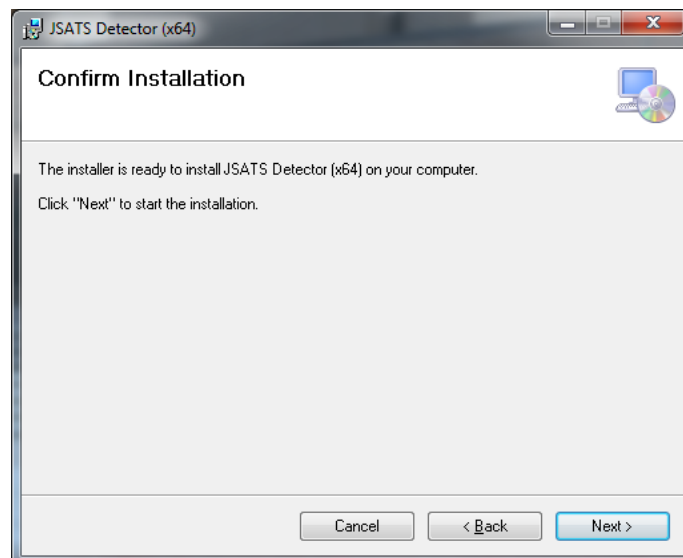 JSATS Detector (x64)
Confirm Installation
The installer is ready to install JSATS Detector (x64) on your computer.
Click "Next" to start the installation.
Cancel
< Back
Next >